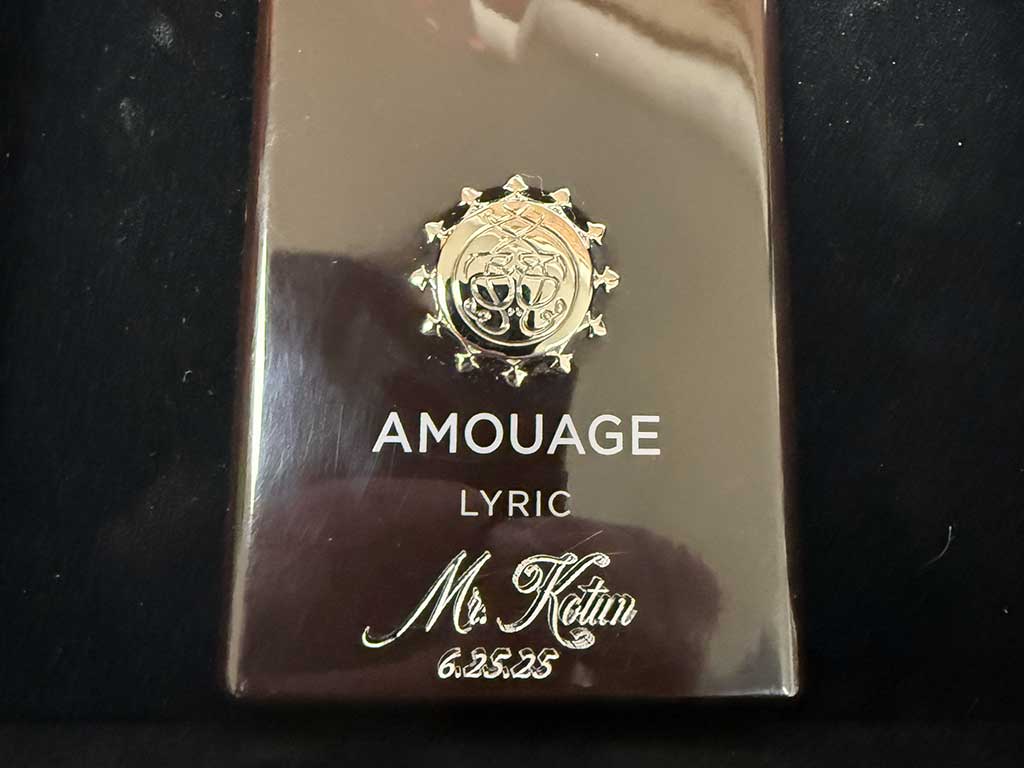 AMOUAGE
LYRIC
Mr. Kotun
6.25.25